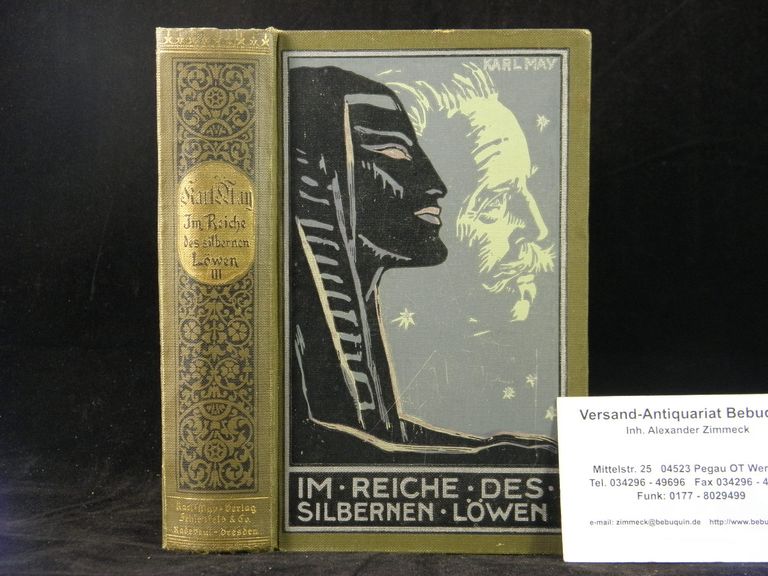 Karl May
Im Reiche
des silbernen
Löwen
III
Karl-May-Verlag
Fehsenfeld & Co.
Radebeul-Dresden
KARL MAY
IM · REICHE · DES ·
SILBERNEN · LÖWEN
Versand-Antiquariat Bebuq
Inh. Alexander Zimmeck
Mittelstr. 25 04523 Pegau OT Wer
Tel. 034296 - 49696 Fax 034296 - 4
Funk: 0177 - 8029499
e-mail: zimmeck@bebuquin.de http://www.bebu